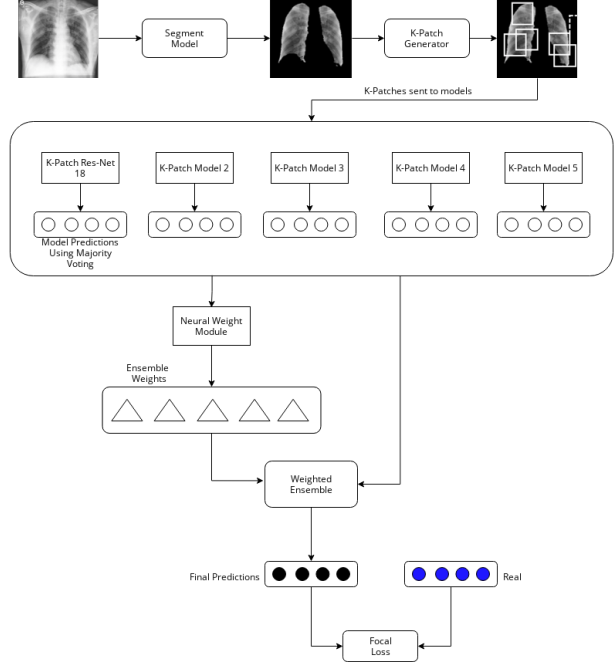 Segment
Model
K-Patch
Generator
K-Patches sent to models
K-Patch Res-Net
18
K-Patch Model 2
K-Patch Model 3
K-Patch Model 4
K-Patch Model 5
Model Predictions
Using Majority
Voting
Neural Weight
Module
Ensemble
Weights
Weighted
Ensemble
Final Predictions
Real
Focal
Loss